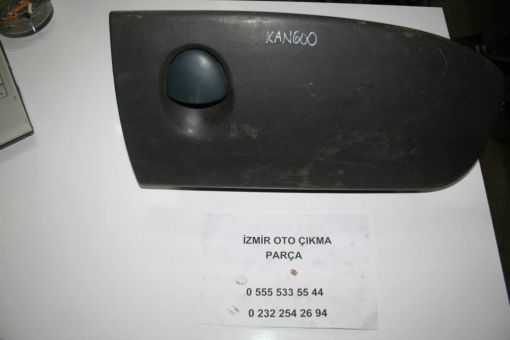 KANGOO
İZMİR OTO ÇIKMA
PARÇA
0 555 533 55 44
0 232 254 26 94